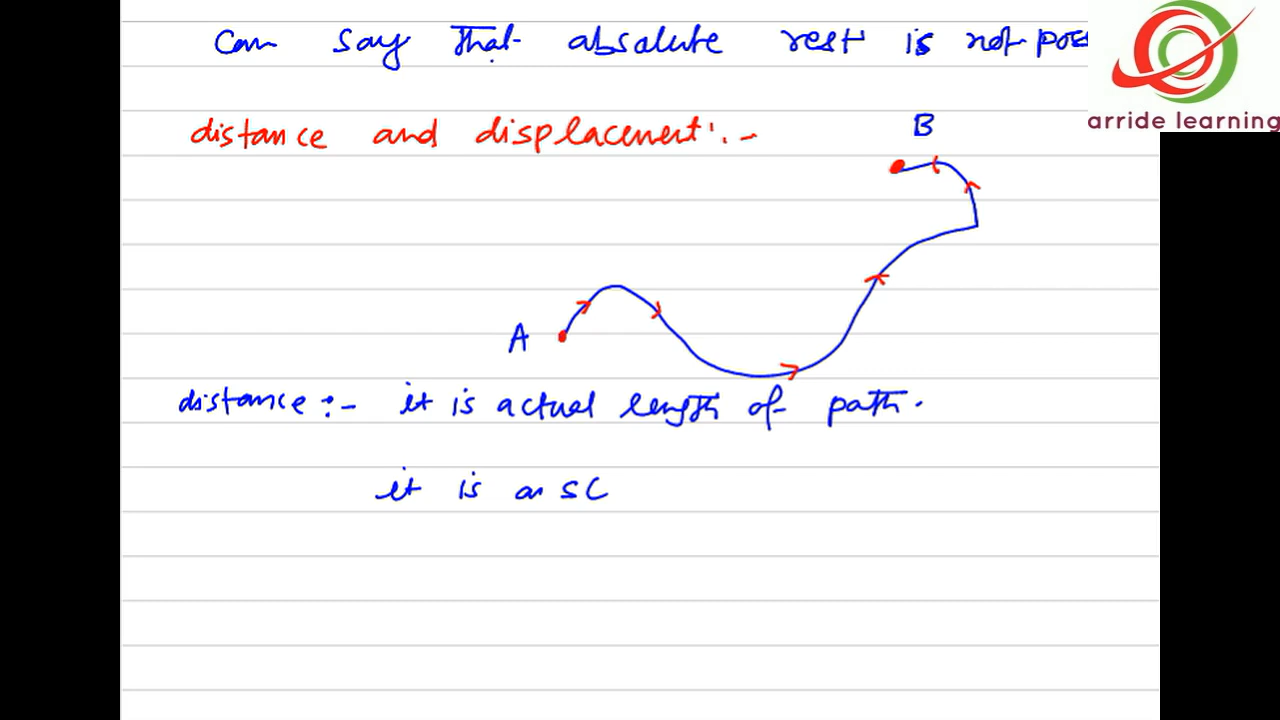 can say that absolute rest is not pos
arride learning
distance and displacement :-
B
A
distance :- it is actual length of path.
it is a sc